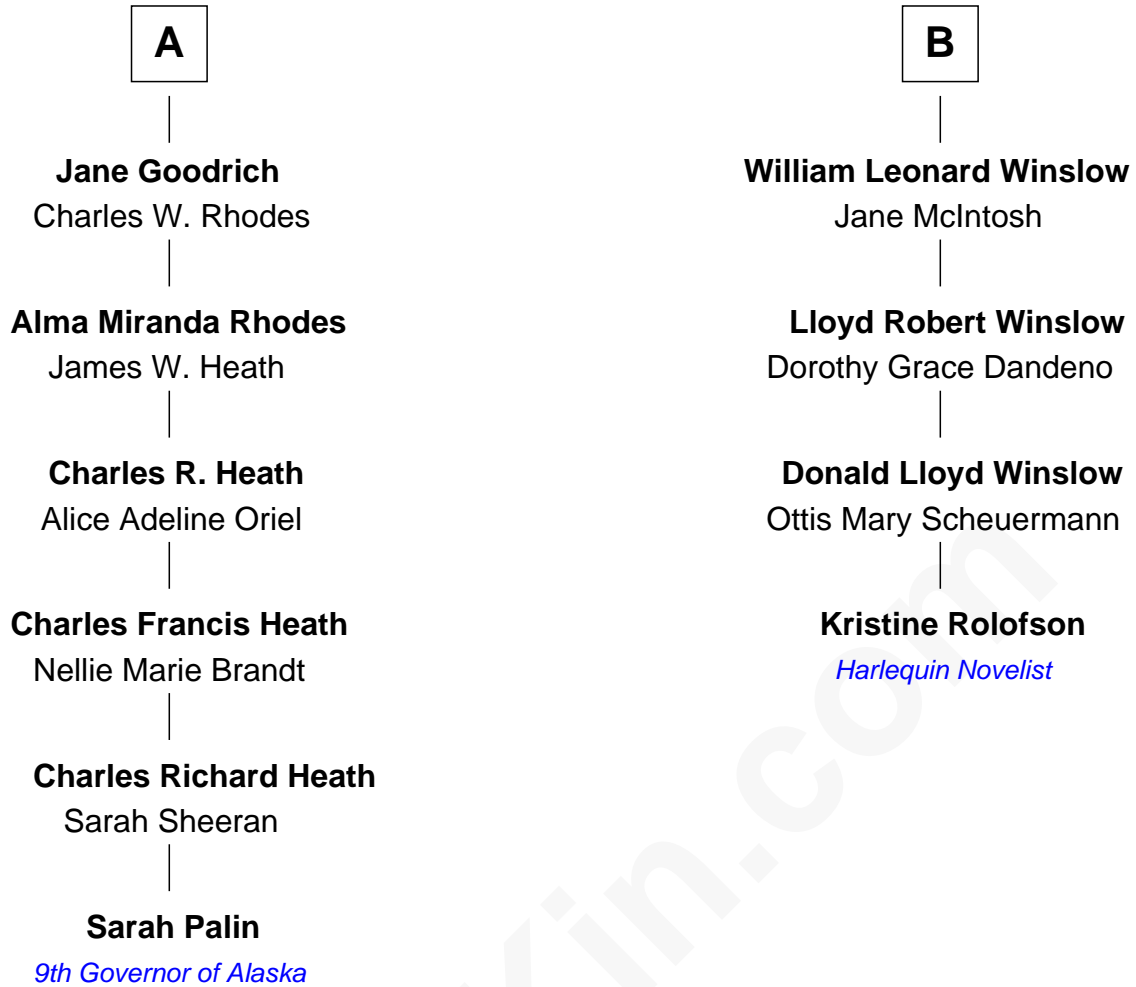 A
Jane Goodrich
Charles W. Rhodes
Alma Miranda Rhodes
James W. Heath
Charles R. Heath
Alice Adeline Oriel
Charles Francis Heath
Nellie Marie Brandt
Charles Richard Heath
Sarah Sheeran
Sarah Palin
9th Governor of Alaska
B
William Leonard Winslow
Jane McIntosh
Lloyd Robert Winslow
Dorothy Grace Dandeno
Donald Lloyd Winslow
Ottis Mary Scheuermann
Kristine Rolofson
Harlequin Novelist
Kin.com